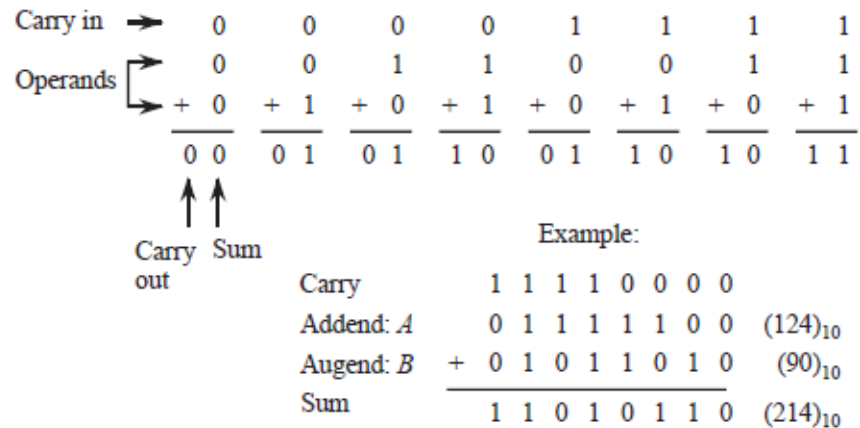 Carry in 0 0 0 0 1 1 1 1
Operands 0 0 1 1 0 0 1 1
+ 0 + 1 + 0 + 1 + 0 + 1 + 0 + 1
0 0 0 1 0 1 1 0 0 1 1 0 1 0 1 1
Carry out Sum
Example:
Carry 1 1 1 1 0 0 0 0
Addend: A 0 1 1 1 1 1 0 0 (124)10
Augend: B + 0 1 0 1 1 0 1 0 (90)10
Sum 1 1 0 1 0 1 1 0 (214)10